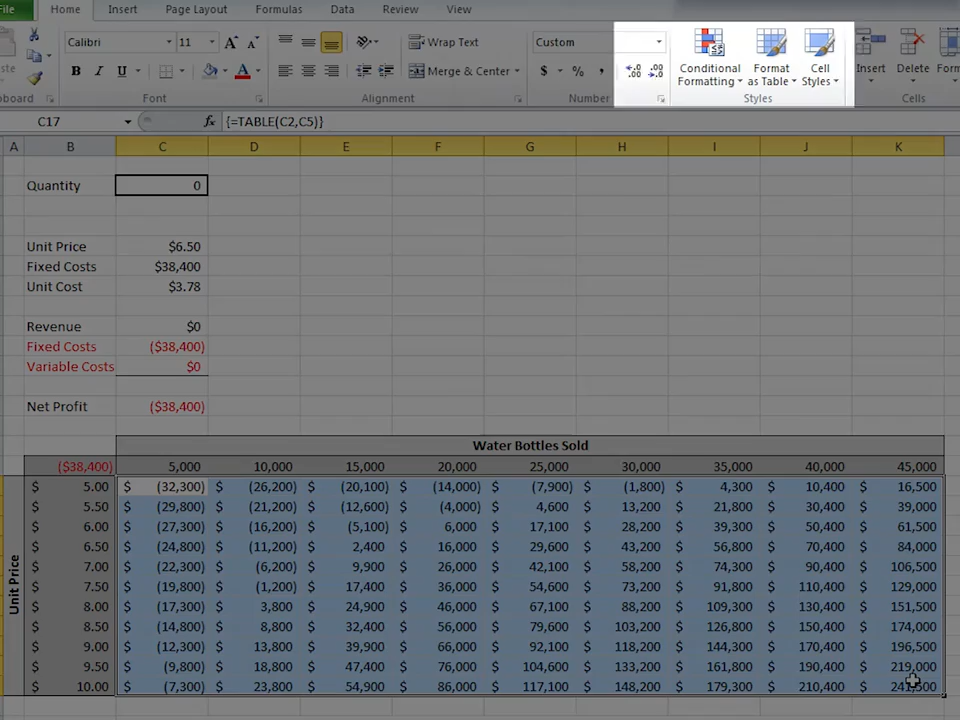 File Home Insert Page Layout Formulas Data Review View
Calibri 11 A A Wrap Text Custom Conditional Formatting Format as Table Cell Styles Insert Delete
B I U A Merge & Center $ % , .0 .00 .00 .0
Font Alignment Number Styles Cells
C17 fx {=TABLE(C2,C5)}
A B C D E F G H I J K
Quantity 0
Unit Price $6.50
Fixed Costs $38,400
Unit Cost $3.78
Revenue $0
Fixed Costs ($38,400)
Variable Costs $0
Net Profit ($38,400)
Water Bottles Sold
($38,400) 5,000 10,000 15,000 20,000 25,000 30,000 35,000 40,000 45,000
Unit Price
$ 5.00 $ (32,300) $ (26,200) $ (20,100) $ (14,000) $ (7,900) $ (1,800) $ 4,300 $ 10,400 $ 16,500
$ 5.50 $ (29,800) $ (21,200) $ (12,600) $ (4,000) $ 4,600 $ 13,200 $ 21,800 $ 30,400 $ 39,000
$ 6.00 $ (27,300) $ (16,200) $ (5,100) $ 6,000 $ 17,100 $ 28,200 $ 39,300 $ 50,400 $ 61,500
$ 6.50 $ (24,800) $ (11,200) $ 2,400 $ 16,000 $ 29,600 $ 43,200 $ 56,800 $ 70,400 $ 84,000
$ 7.00 $ (22,300) $ (6,200) $ 9,900 $ 26,000 $ 42,100 $ 58,200 $ 74,300 $ 90,400 $ 106,500
$ 7.50 $ (19,800) $ (1,200) $ 17,400 $ 36,000 $ 54,600 $ 73,200 $ 91,800 $ 110,400 $ 129,000
$ 8.00 $ (17,300) $ 3,800 $ 24,900 $ 46,000 $ 67,100 $ 88,200 $ 109,300 $ 130,400 $ 151,500
$ 8.50 $ (14,800) $ 8,800 $ 32,400 $ 56,000 $ 79,600 $ 103,200 $ 126,800 $ 150,400 $ 174,000
$ 9.00 $ (12,300) $ 13,800 $ 39,900 $ 66,000 $ 92,100 $ 118,200 $ 144,300 $ 170,400 $ 196,500
$ 9.50 $ (9,800) $ 18,800 $ 47,400 $ 76,000 $ 104,600 $ 133,200 $ 161,800 $ 190,400 $ 219,000
$ 10.00 $ (7,300) $ 23,800 $ 54,900 $ 86,000 $ 117,100 $ 148,200 $ 179,300 $ 210,400 $ 241,500